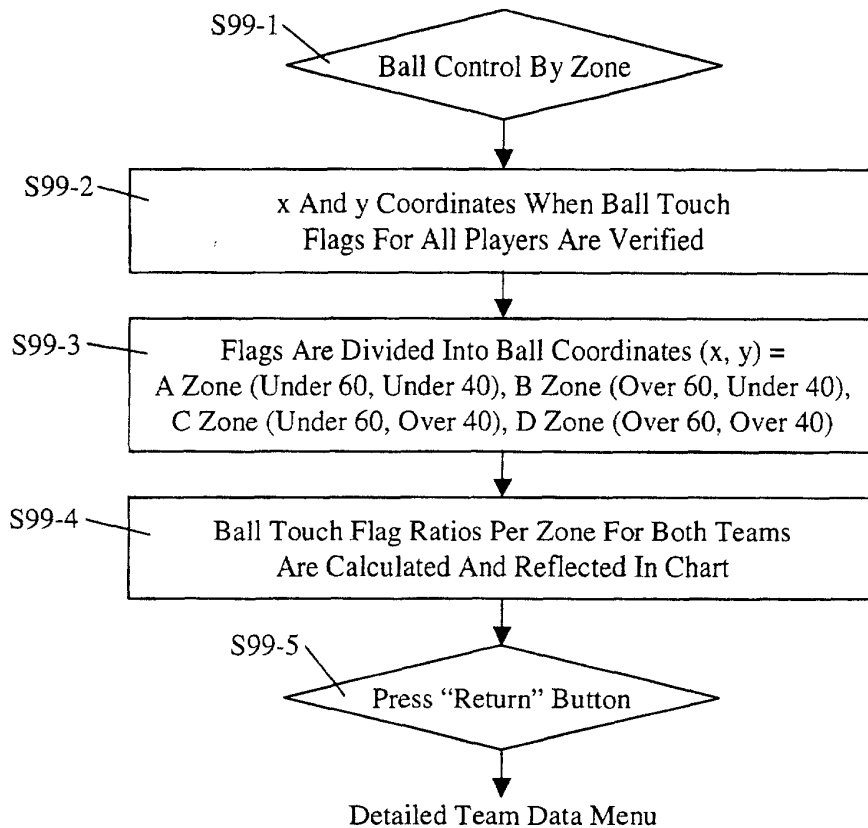 S99-1
Ball Control By Zone
S99-2
x And y Coordinates When Ball Touch
Flags For All Players Are Verified
S99-3
Flags Are Divided Into Ball Coordinates (x, y) =
A Zone (Under 60, Under 40), B Zone (Over 60, Under 40),
C Zone (Under 60, Over 40), D Zone (Over 60, Over 40)
S99-4
Ball Touch Flag Ratios Per Zone For Both Teams
Are Calculated And Reflected In Chart
S99-5
Press “Return” Button
Detailed Team Data Menu